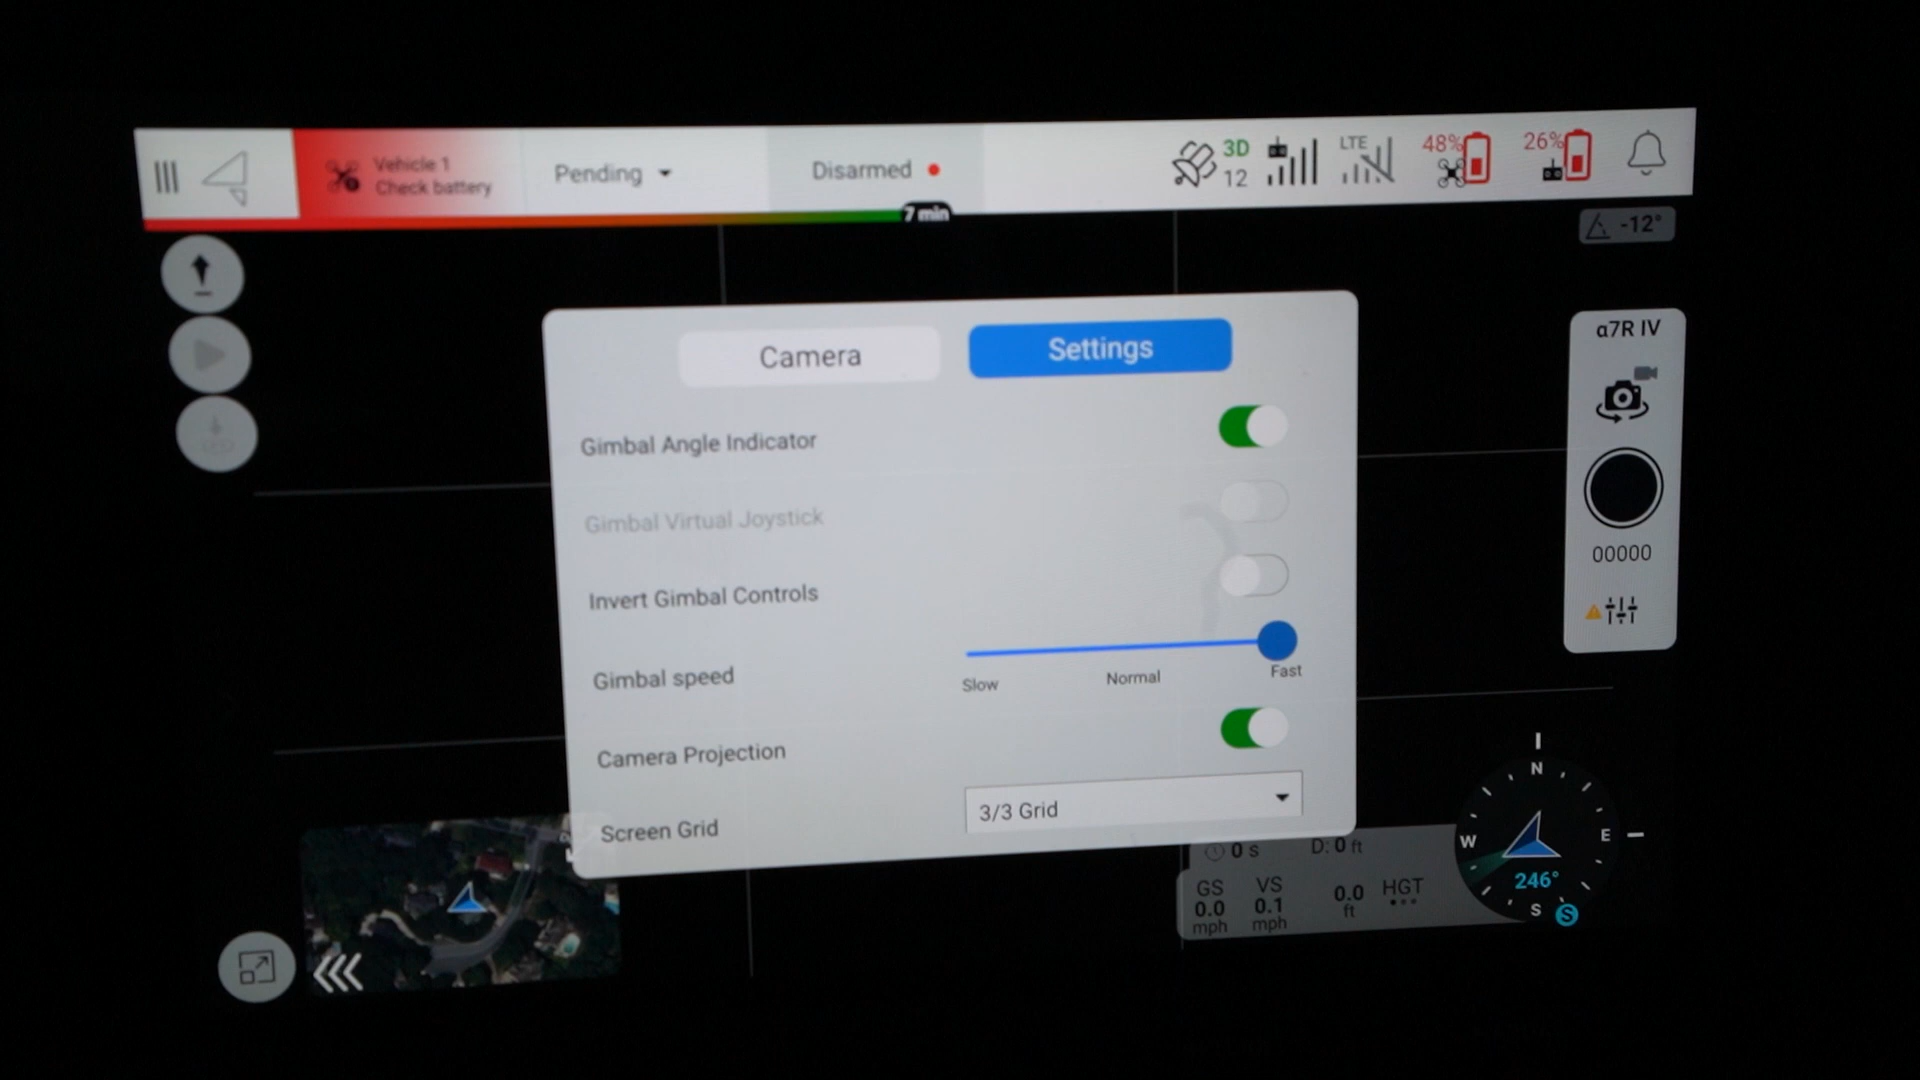 Vehicle 1
Check battery
Pending
Disarmed
3D
12
LTE
48%
26%
7 min
-12°
Camera
Settings
Gimbal Angle Indicator
Gimbal Virtual Joystick
Invert Gimbal Controls
Gimbal speed
Slow
Normal
Fast
Camera Projection
Screen Grid
3/3 Grid
α7R IV
00000
0 s
D: 0 ft
GS
0.0
mph
VS
0.1
mph
0.0
ft
HGT
N
W
E
S
246°
S